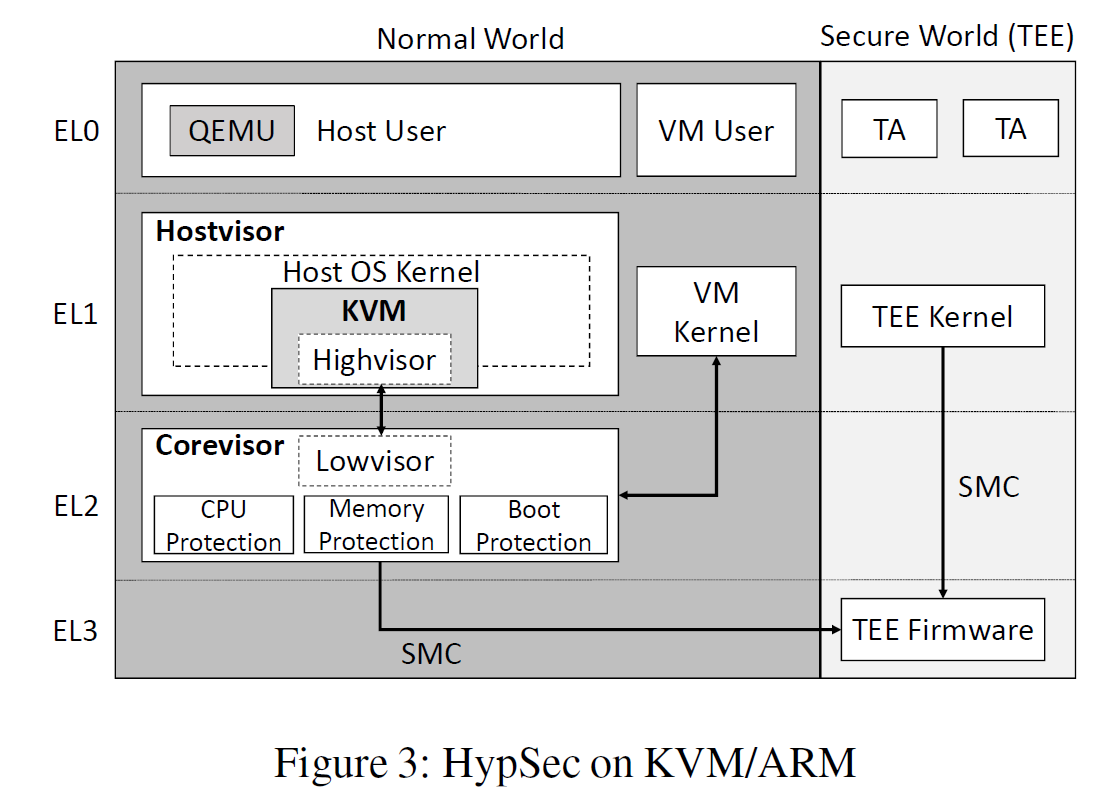 Normal World
Secure World (TEE)
EL0
QEMU
Host User
VM User
TA
TA
EL1
Hostvisor
Host OS Kernel
KVM
Highvisor
VM
Kernel
TEE Kernel
EL2
Corevisor
Lowvisor
CPU
Protection
Memory
Protection
Boot
Protection
SMC
EL3
SMC
TEE Firmware
Figure 3: HypSec on KVM/ARM